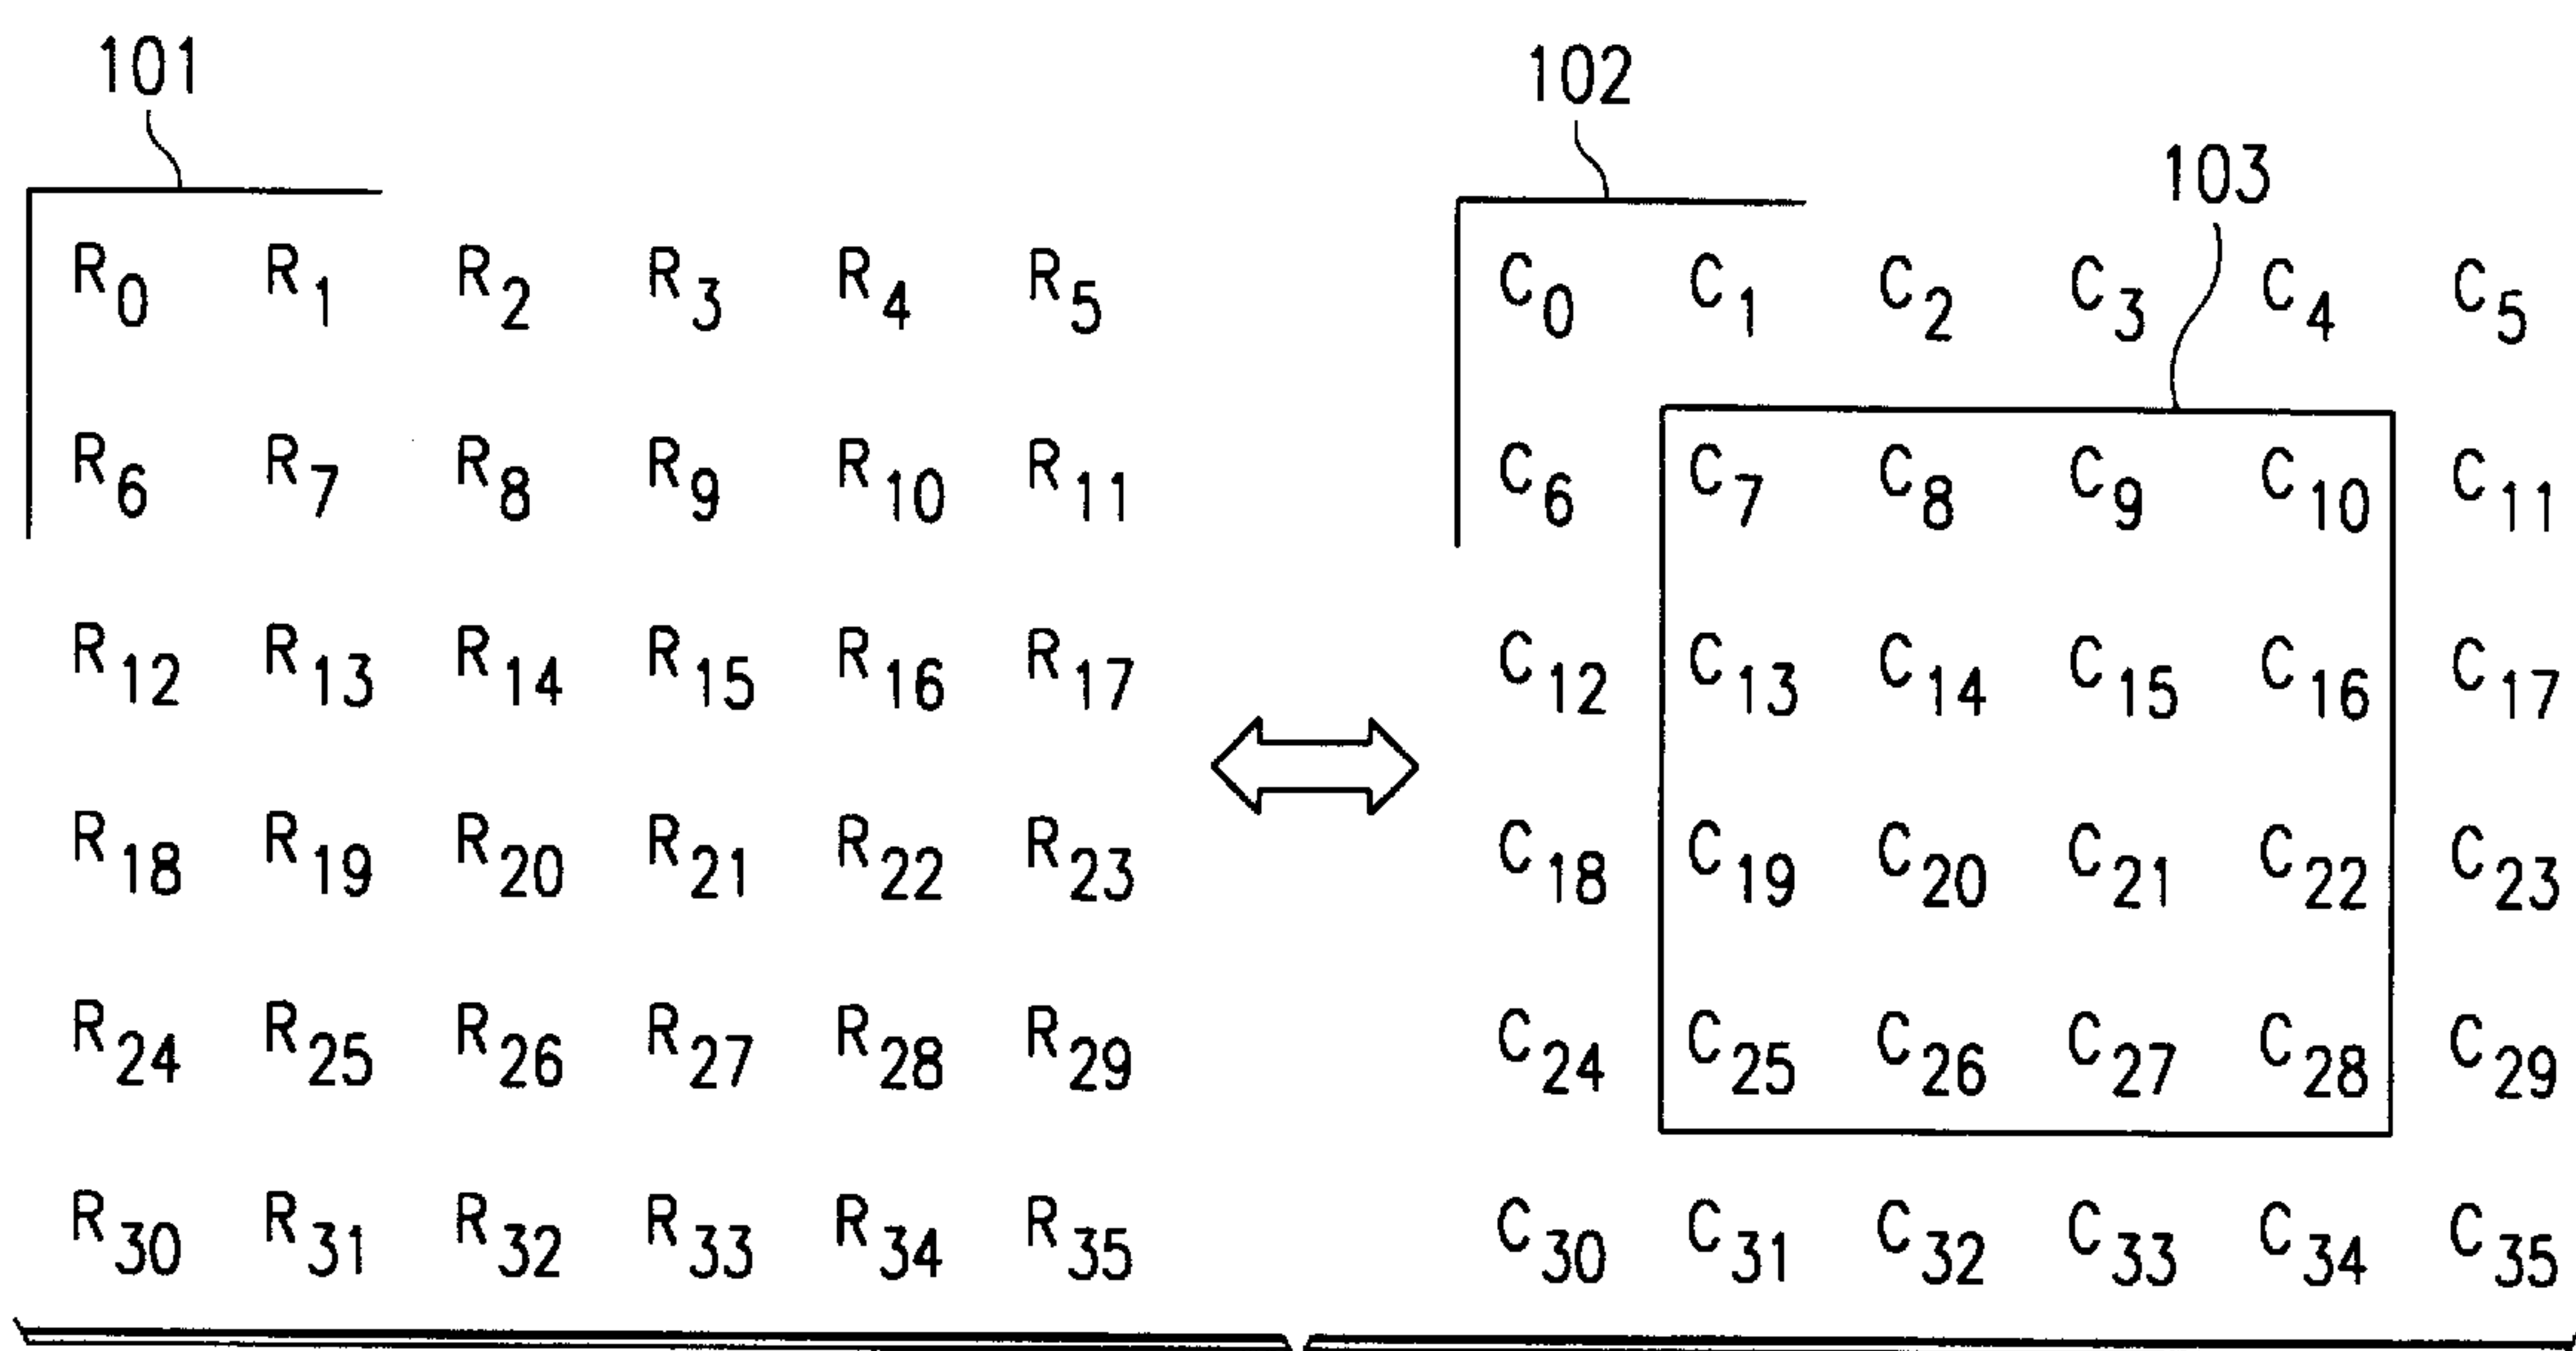 101
102
103
R0 R1 R2 R3 R4 R5
C0 C1 C2 C3 C4 C5
R6 R7 R8 R9 R10 R11
C6 C7 C8 C9 C10 C11
R12 R13 R14 R15 R16 R17
C12 C13 C14 C15 C16 C17
R18 R19 R20 R21 R22 R23
C18 C19 C20 C21 C22 C23
R24 R25 R26 R27 R28 R29
C24 C25 C26 C27 C28 C29
R30 R31 R32 R33 R34 R35
C30 C31 C32 C33 C34 C35